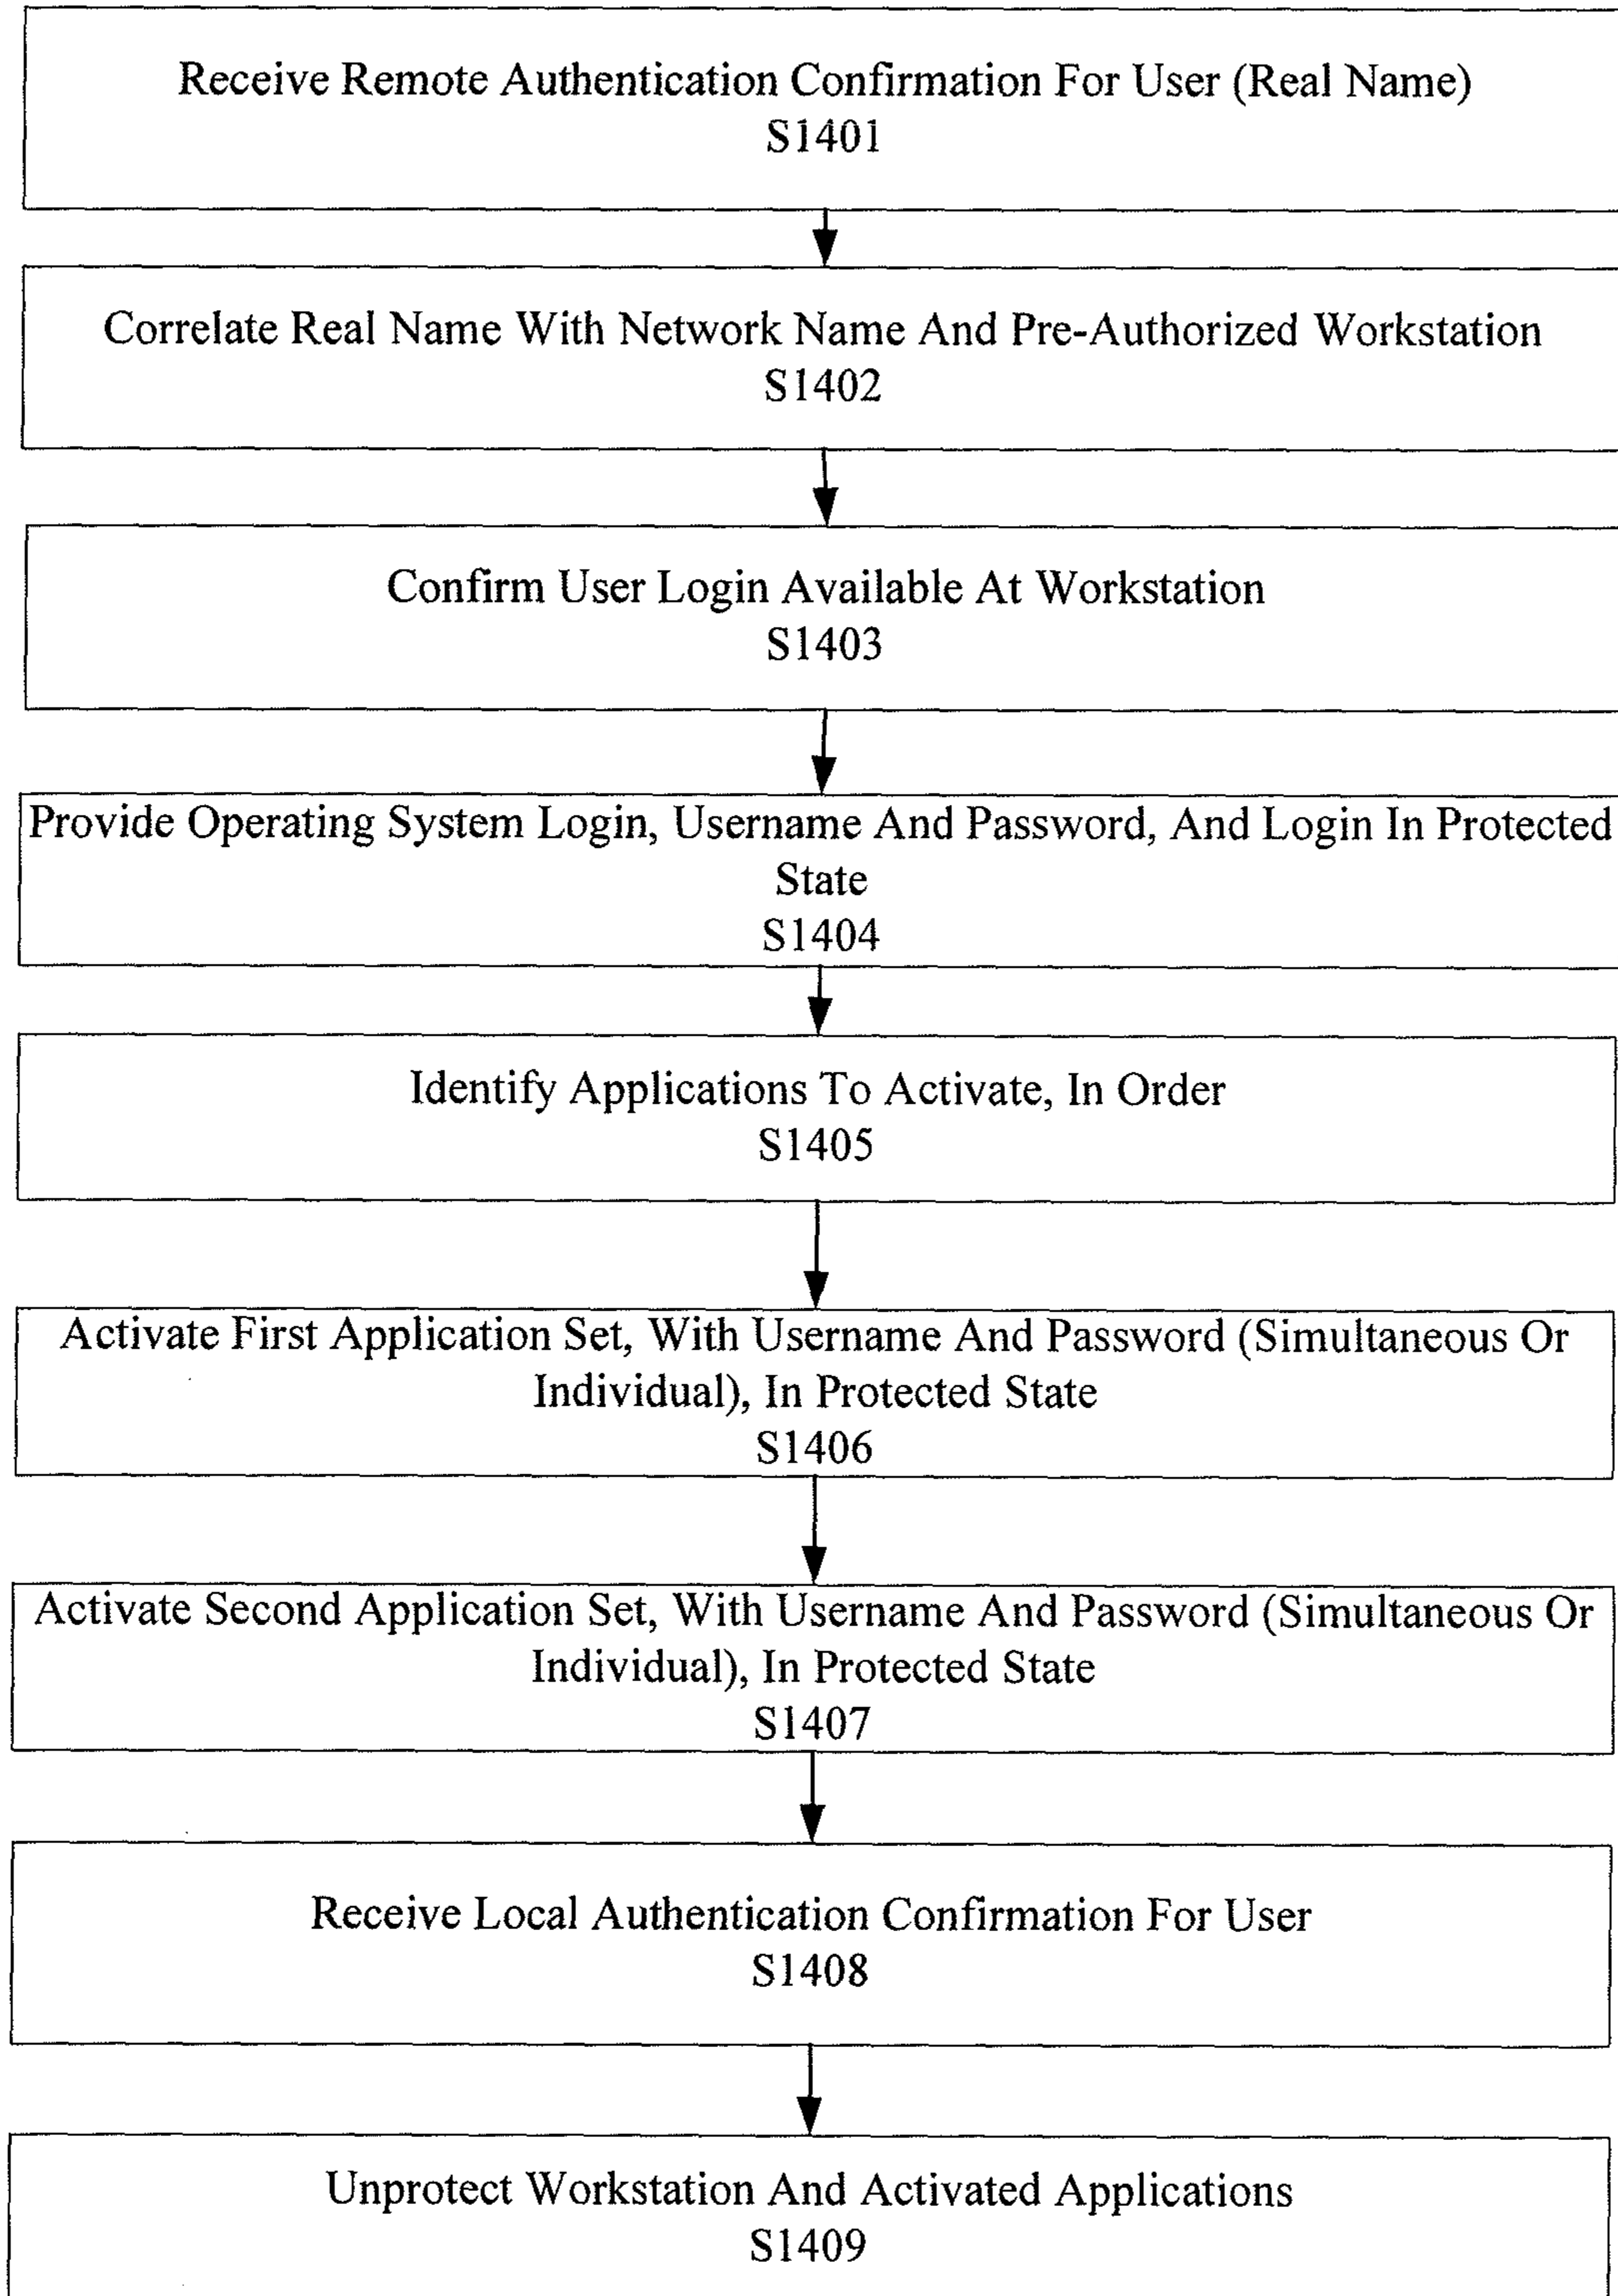 Receive Remote Authentication Confirmation For User (Real Name)
S1401
Correlate Real Name With Network Name And Pre-Authorized Workstation
S1402
Confirm User Login Available At Workstation
S1403
Provide Operating System Login, Username And Password, And Login In Protected
State
S1404
Identify Applications To Activate, In Order
S1405
Activate First Application Set, With Username And Password (Simultaneous Or
Individual), In Protected State
S1406
Activate Second Application Set, With Username And Password (Simultaneous Or
Individual), In Protected State
S1407
Receive Local Authentication Confirmation For User
S1408
Unprotect Workstation And Activated Applications
S1409